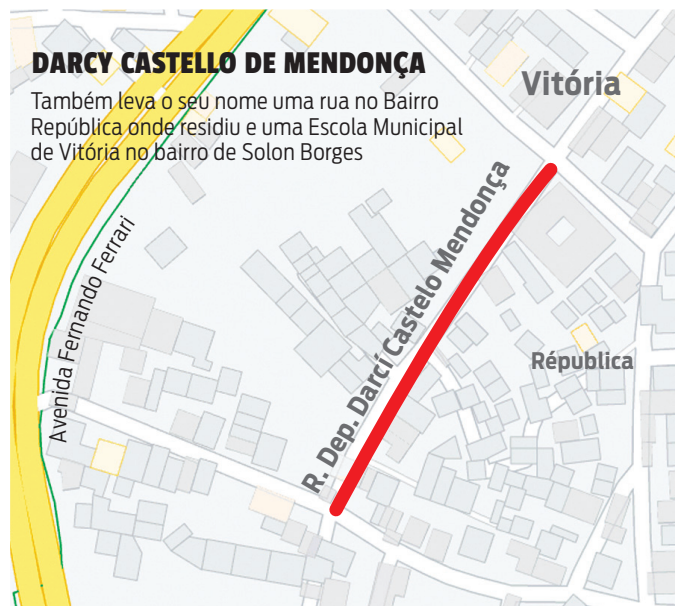 DARCY CASTELLO DE MENDONÇA
Também leva o seu nome uma rua no Bairro
República onde residiu e uma Escola Municipal
de Vitória no bairro de Solon Borges
Vitória
Avenida Fernando Ferrari
R. Dep. Darcí Castelo Mendonça
Républica